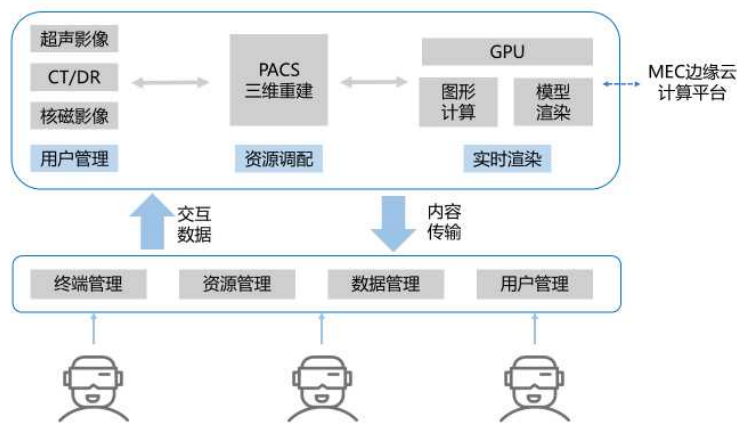 超声影像
CT/DR
核磁影像
用户管理
PACS
三维重建
资源调配
GPU
图形
计算
模型
渲染
实时渲染
MEC边缘云
计算平台
交互
数据
内容
传输
终端管理
资源管理
数据管理
用户管理